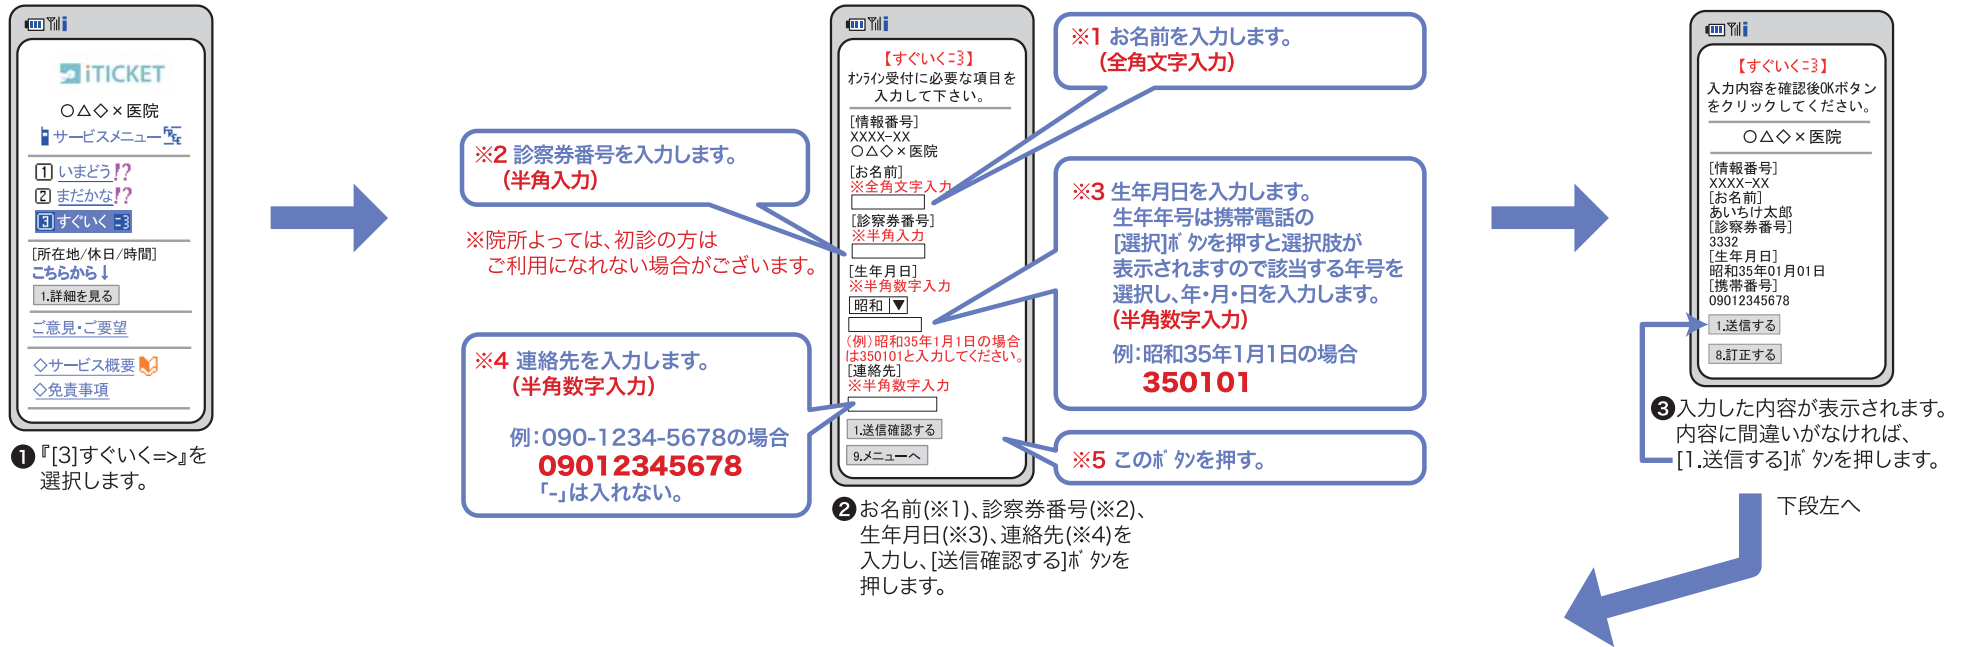 iTICKET
○△◇×医院
サービスメニュー FREE
1 いまどう!?
2 まだかな!?
3 すぐいく=3
[所在地/休日/時間]
こちらから↓
1.詳細を見る
ご意見・ご要望
◇サービス概要
◇免責事項
❶『[3]すぐいく=>』を
選択します。
※2 診察券番号を入力します。
(半角入力)
※院所よっては、初診の方は
ご利用になれない場合がございます。
※4 連絡先を入力します。
(半角数字入力)
例：090-1234-5678の場合
09012345678
「-」は入れない。
【すぐいく=3】
オンライン受付に必要な項目を
入力して下さい。
[情報番号]
XXXX-XX
○△◇×医院
[お名前]
※全角文字入力
[診察券番号]
※半角入力
[生年月日]
※半角数字入力
昭和 ▼
(例)昭和35年1月1日の場合
は350101と入力してください。
[連絡先]
※半角数字入力
1.送信確認する
9.メニューへ
❷お名前(※1)、診察券番号(※2)、
生年月日(※3)、連絡先(※4)を
入力し、[送信確認する]ボタンを
押します。
※1 お名前を入力します。
(全角文字入力)
※3 生年月日を入力します。
生年年号は携帯電話の
[選択]ボタンを押すと選択肢が
表示されますので該当する年号を
選択し、年・月・日を入力します。
(半角数字入力)
例：昭和35年1月1日の場合
350101
※5 このボタンを押す。
【すぐいく=3】
入力内容を確認後OKボタン
をクリックしてください。
○△◇×医院
[情報番号]
XXXX-XX
[お名前]
あいちけ太郎
[診察券番号]
3332
[生年月日]
昭和35年01月01日
[携帯番号]
09012345678
1.送信する
8.訂正する
❸入力した内容が表示されます。
内容に間違いがなければ、
[1.送信する]ボタンを押します。
下段左へ